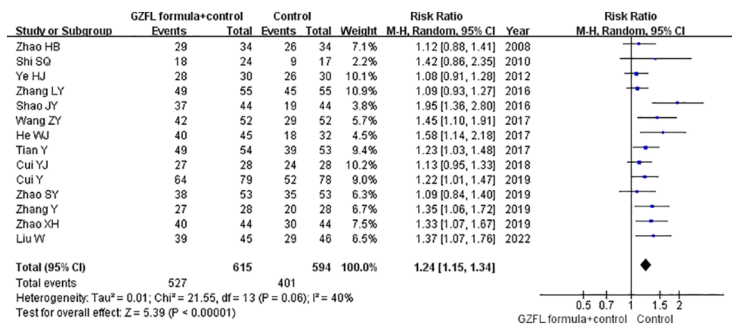 GZFL formula+control Control Risk Ratio Risk Ratio
Study or Subgroup Events Total Events Total Weight M-H, Random, 95% CI Year M-H, Random, 95% CI
Zhao HB 29 34 26 34 7.1% 1.12 [0.88, 1.41] 2008
Shi SQ 18 24 9 17 2.2% 1.42 [0.86, 2.35] 2010
Ye HJ 28 30 26 30 10.1% 1.08 [0.91, 1.28] 2012
Zhang LY 49 55 45 55 10.7% 1.09 [0.93, 1.27] 2016
Shao JY 37 44 19 44 3.9% 1.95 [1.36, 2.80] 2016
Wang ZY 42 52 29 52 5.7% 1.45 [1.10, 1.91] 2017
He WJ 40 45 18 32 4.6% 1.58 [1.14, 2.18] 2017
Tian Y 49 54 39 53 9.4% 1.23 [1.03, 1.48] 2017
Cui YJ 27 28 24 28 10.2% 1.13 [0.95, 1.33] 2018
Cui Y 64 79 52 78 9.0% 1.22 [1.01, 1.47] 2019
Zhao SY 38 53 35 53 6.2% 1.09 [0.84, 1.40] 2019
Zhang Y 27 28 20 28 7.0% 1.35 [1.06, 1.72] 2019
Zhao XH 40 44 30 44 7.5% 1.33 [1.07, 1.67] 2019
Liu W 39 45 29 46 6.4% 1.37 [1.07, 1.76] 2022
Total (95% CI) 615 594 100.0% 1.24 [1.15, 1.34]
Total events 527 401
Heterogeneity: Tau² = 0.01; Chi² = 21.55, df = 13 (P = 0.06); I² = 40%
Test for overall effect: Z = 5.39 (P < 0.00001)
0.5 0.7 1 1.5 2
GZFL formula+control Control